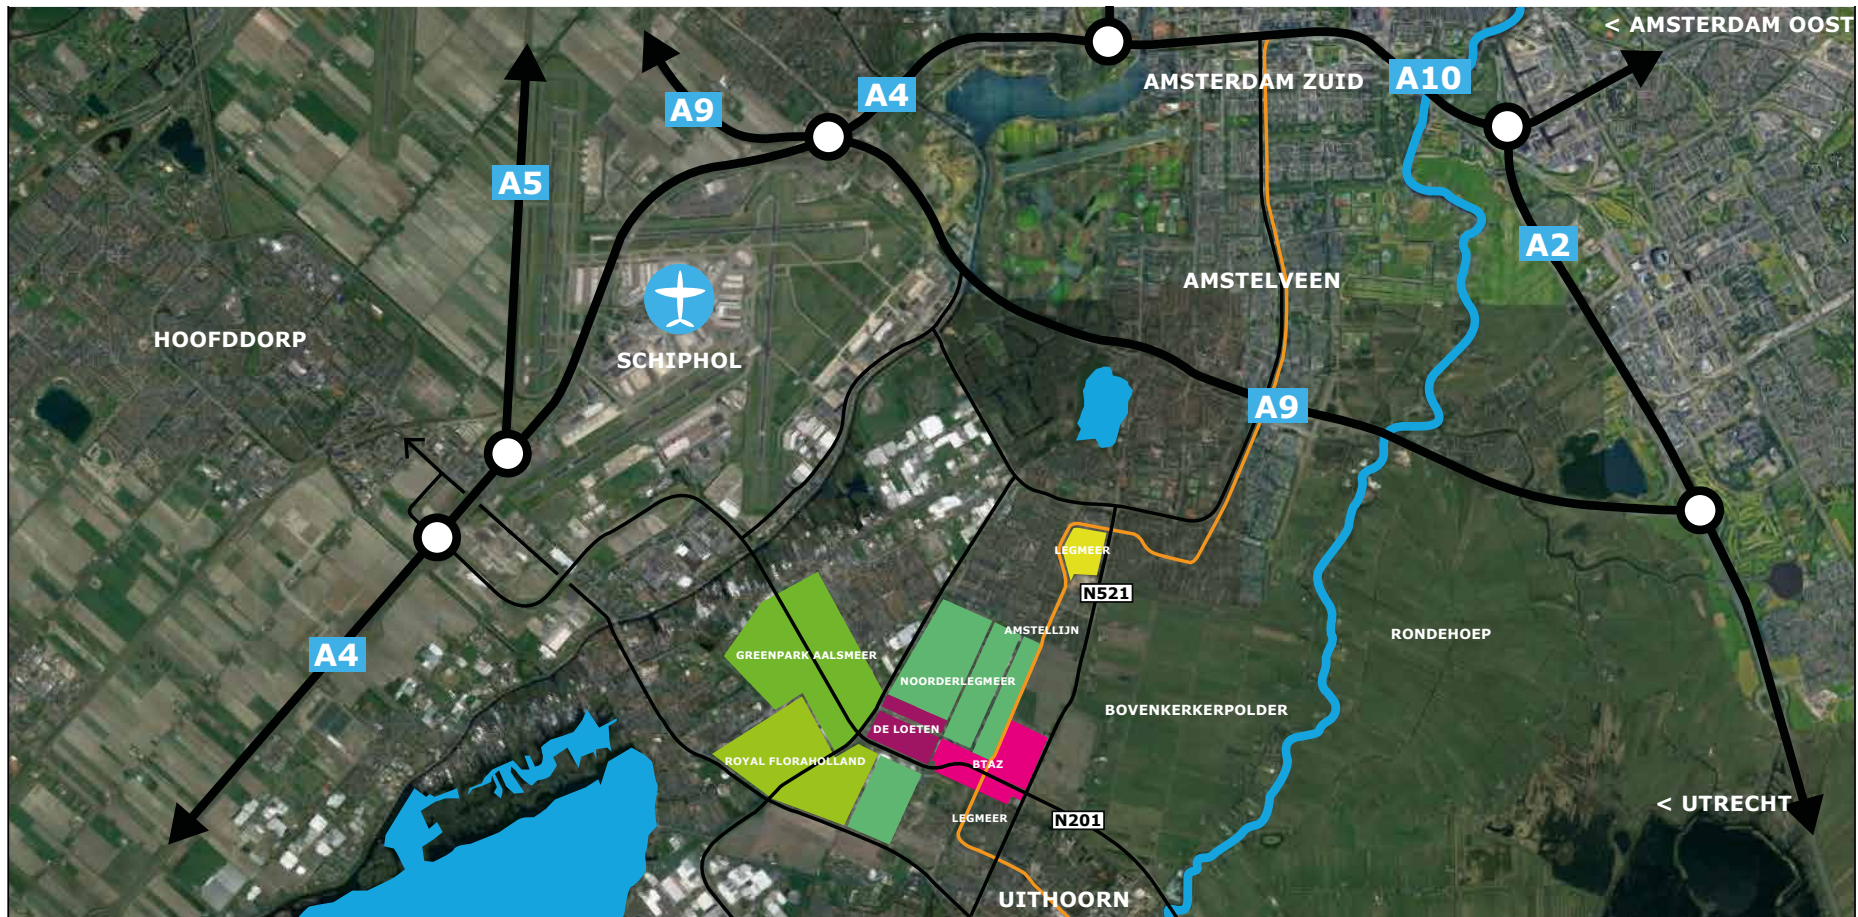 < AMSTERDAM OOST
A10
AMSTERDAM ZUID
A4
A9
A5
A2
AMSTELVEEN
HOOFDDORP
SCHIPHOL
A9
LEGMEER
N521
AMSTELLIJN
RONDEHOEP
A4
GREENPARK AALSMEER
NOORDERLEGMEER
BOVENKERKERPOLDER
DE LOETEN
ROYAL FLORAHOLLAND
BTAZ
< UTRECHT
LEGMEER
N201
UITHOORN